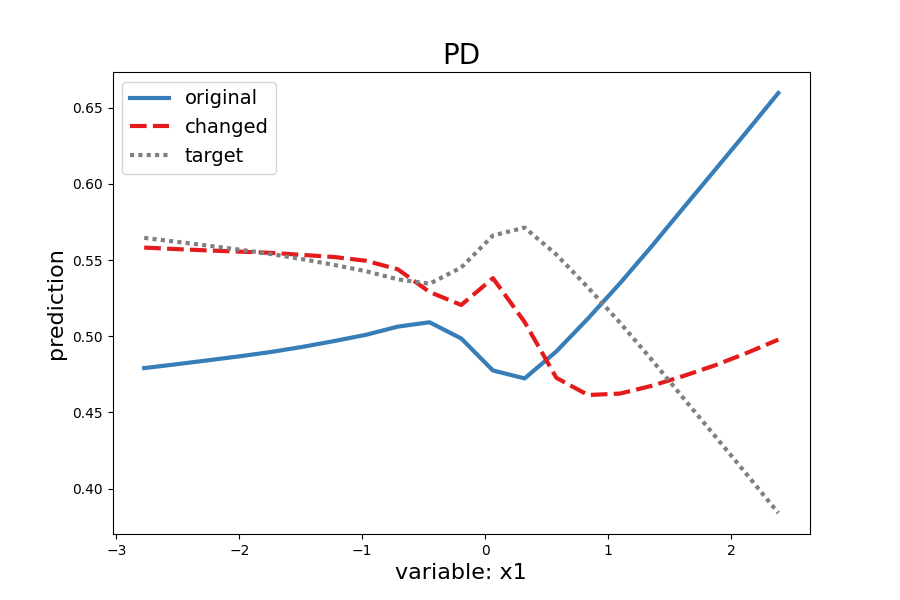 PD
original
changed
target
prediction
0.65
0.60
0.55
0.50
0.45
0.40
−3
−2
−1
0
1
2
variable: x1